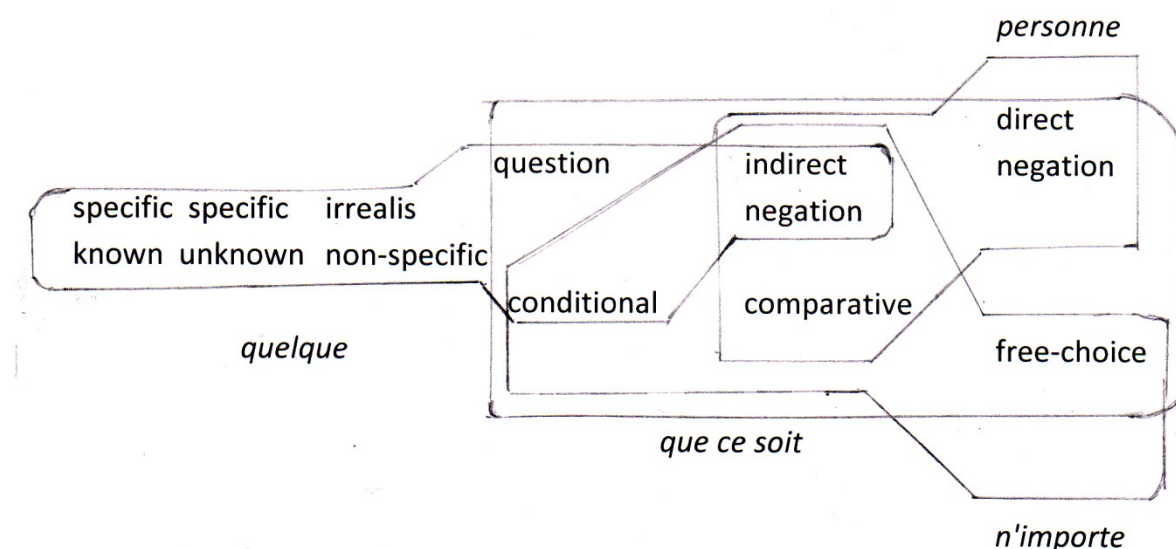 personne
direct
negation
question
indirect
negation
specific specific irrealis
known unknown non-specific
conditional
comparative
free-choice
quelque
que ce soit
n'importe